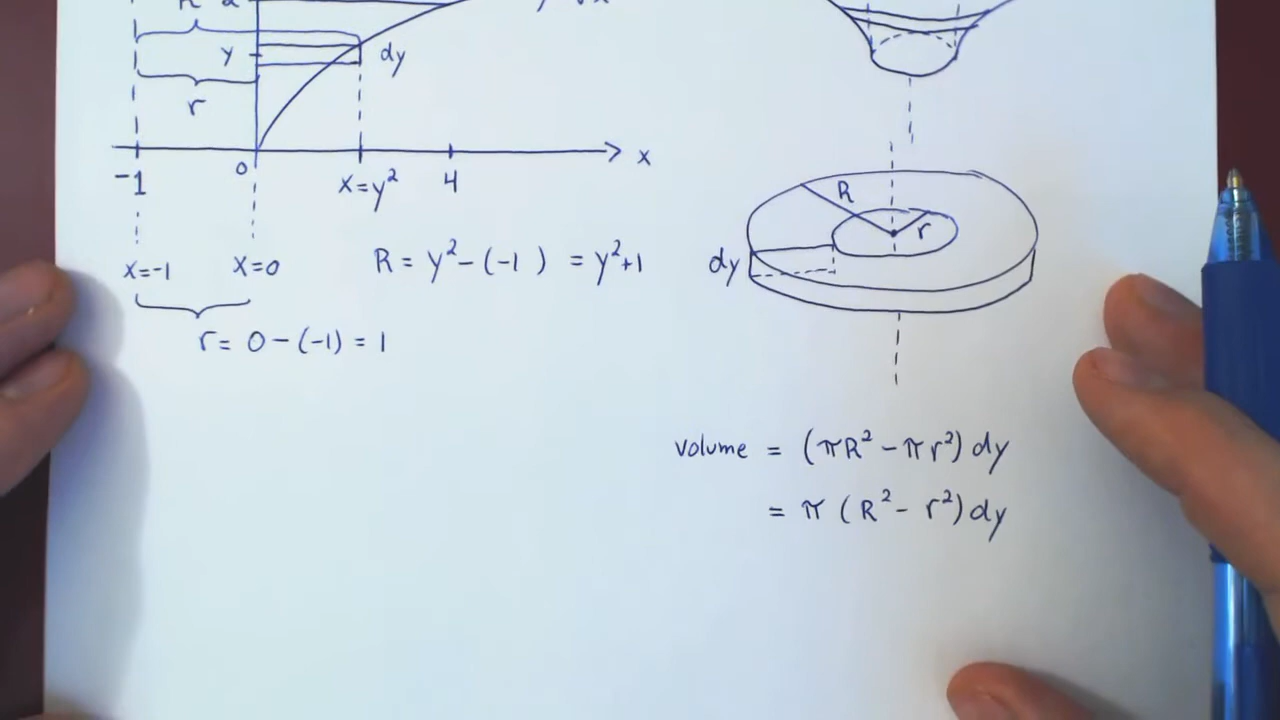 R 2
y dy
r
0 x
-1 x=y² 4
x=-1 x=0 R = y²-(-1) = y²+1
r = 0-(-1) = 1
R r
dy
volume = (πR² - πr²) dy
= π (R² - r²) dy